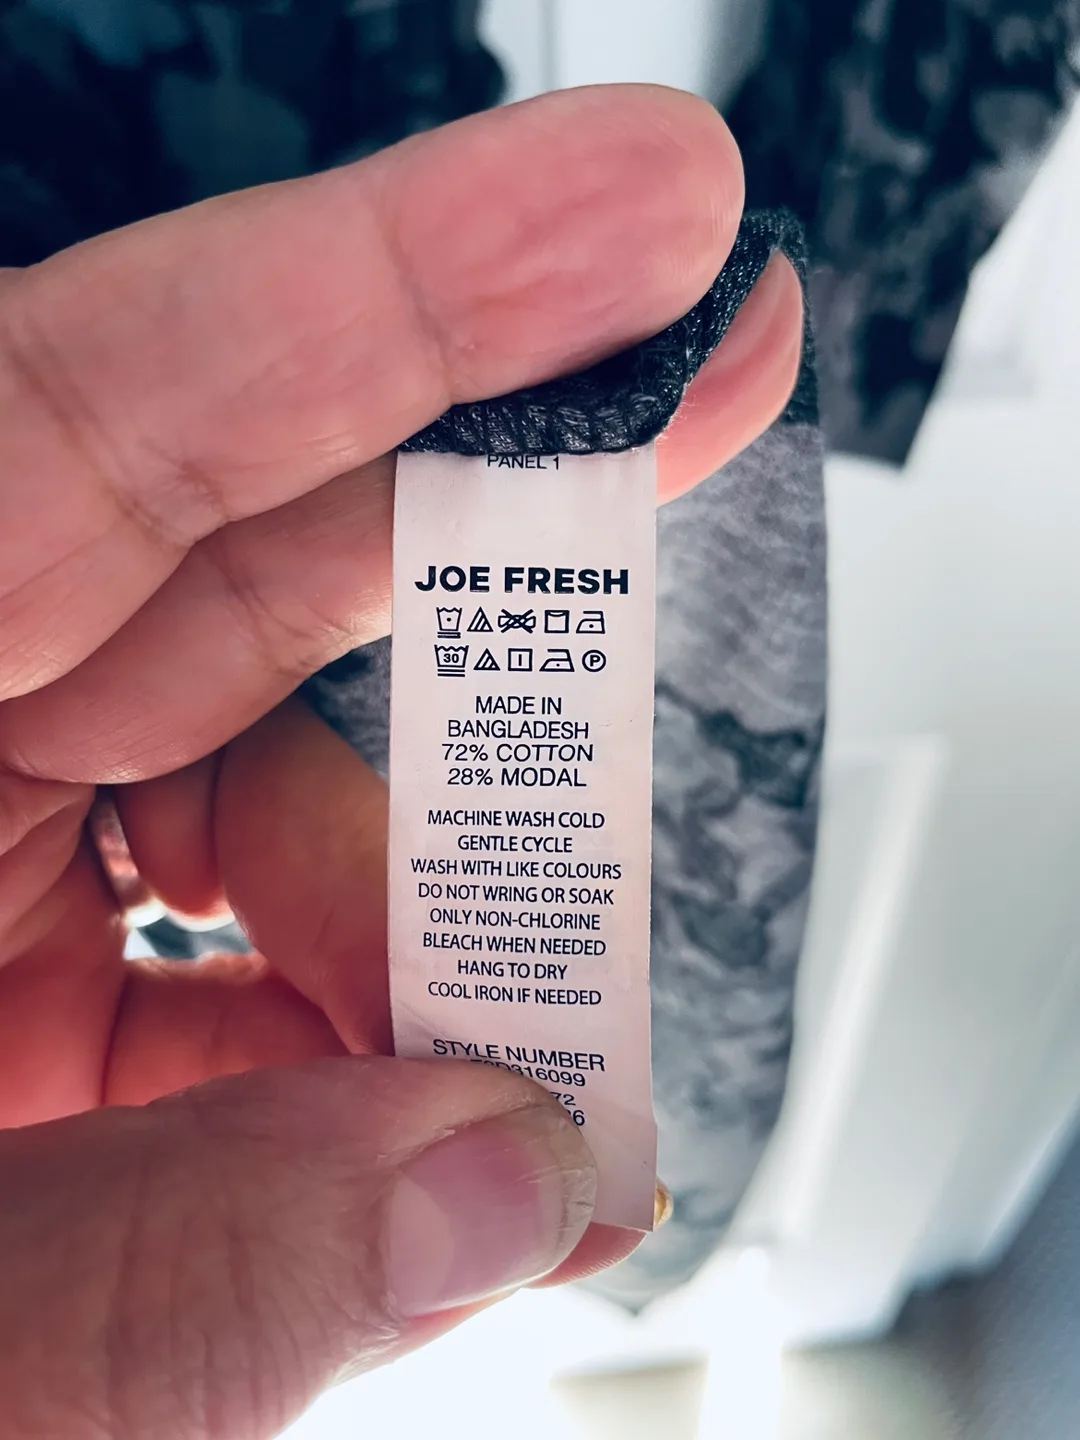 PANEL 1
JOE FRESH
30 P
MADE IN
BANGLADESH
72% COTTON
28% MODAL
MACHINE WASH COLD
GENTLE CYCLE
WASH WITH LIKE COLOURS
DO NOT WRING OR SOAK
ONLY NON-CHLORINE
BLEACH WHEN NEEDED
HANG TO DRY
COOL IRON IF NEEDED
STYLE NUMBER